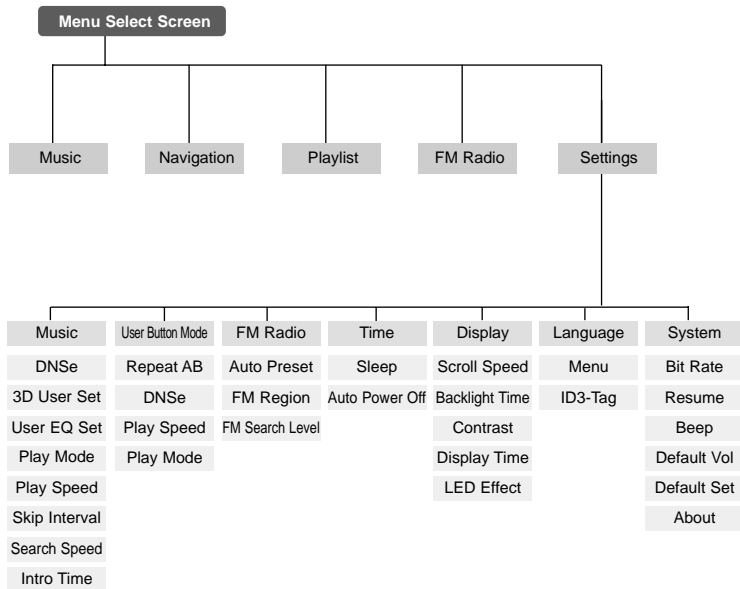 Menu Select Screen
Music
Navigation
Playlist
FM Radio
Settings
Music
DNSe
3D User Set
User EQ Set
Play Mode
Play Speed
Skip Interval
Search Speed
Intro Time
User Button Mode
Repeat AB
DNSe
Play Speed
Play Mode
FM Radio
Auto Preset
FM Region
FM Search Level
Time
Sleep
Auto Power Off
Display
Scroll Speed
Backlight Time
Contrast
Display Time
LED Effect
Language
Menu
ID3-Tag
System
Bit Rate
Resume
Beep
Default Vol
Default Set
About